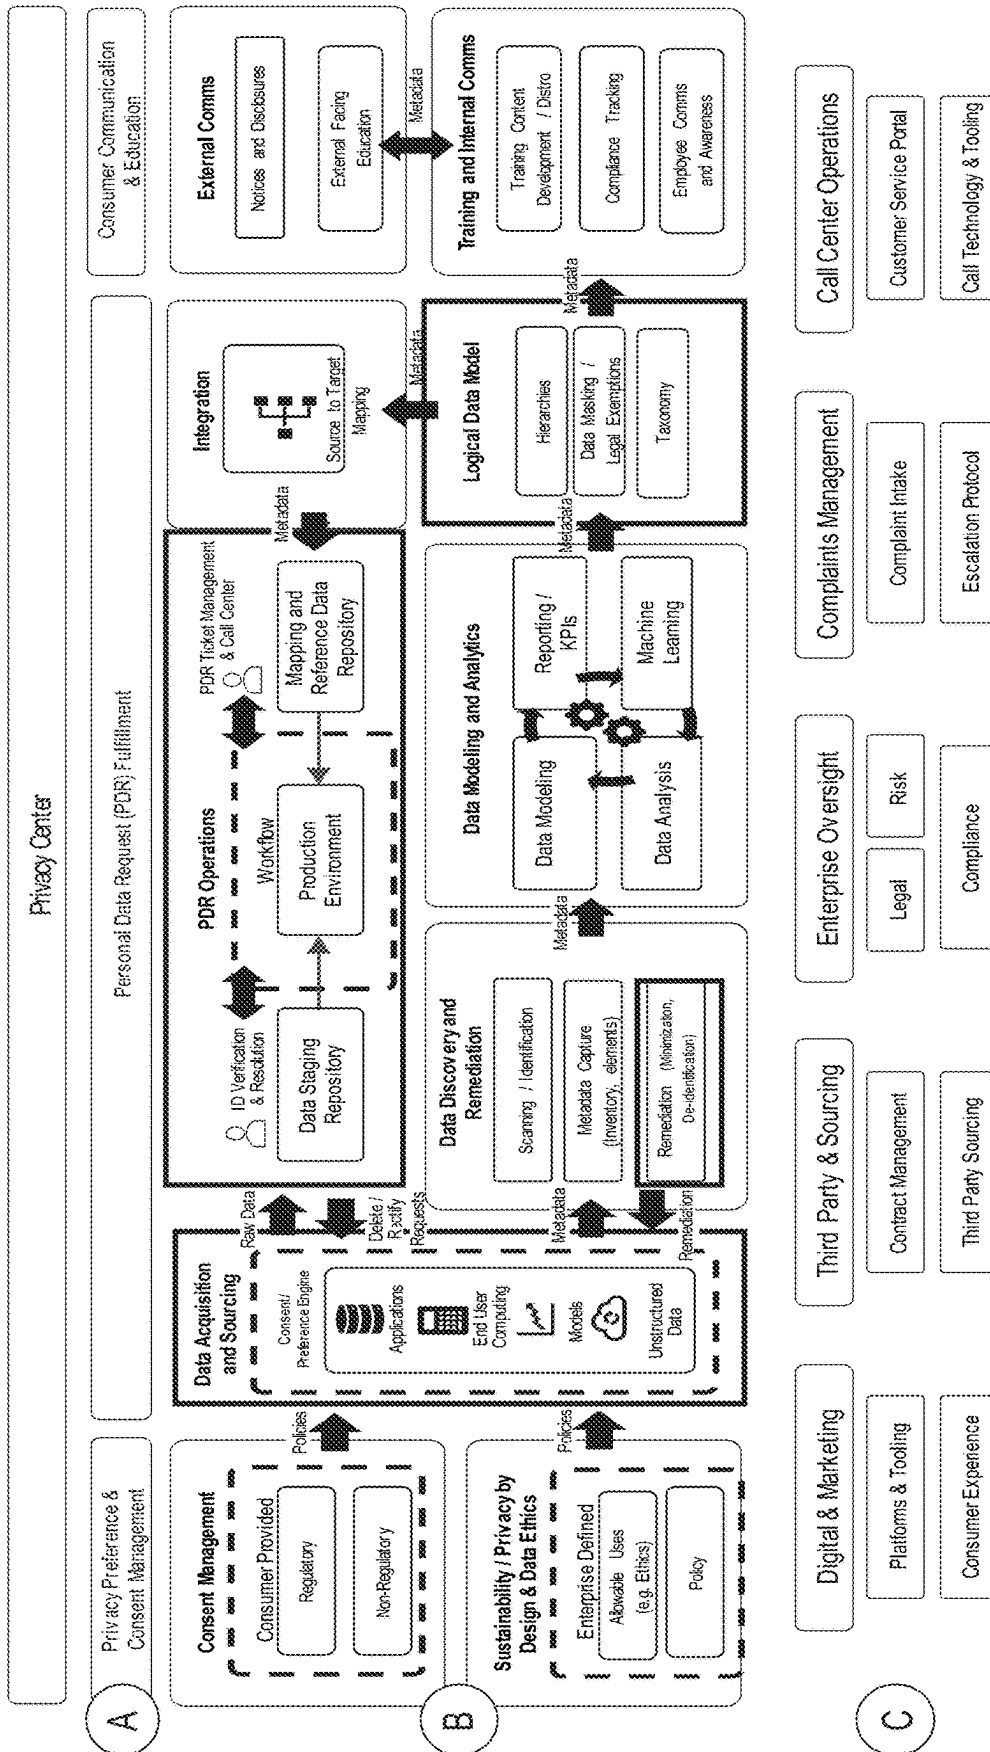 Privacy Center
A
Privacy Preference &
Consent Management
Personal Data Request (PDR) Fulfillment
Consumer Communication
& Education
B
Consent Management
Consumer Provided
Regulatory
Non-Regulatory
Policies
Sustainability / Privacy by
Design & Data Ethics
Enterprise Defined
Allowable Uses
(e.g. Ethics)
Policy
Policies
Data Acquisition
and Sourcing
Consent/
Preference Engine
Applications
End User
Computing
Models
Unstructured
Data
Raw Data
Delete /
Rectify
Requests
Metadata
Remediation
PDR Operations
ID Verification
& Resolution
Data Staging
Repository
Workflow
Production
Environment
PDR Ticket Management
& Call Center
Mapping and
Reference Data
Repository
Metadata
Integration
Source to Target
Mapping
Metadata
External Comms
Notices and Disclosures
External Facing
Education
Metadata
Data Discovery and
Remediation
Scanning / Identification
Metadata Capture
(Inventory, elements)
Remediation (Minimization,
De-identification)
Metadata
Data Modeling and Analytics
Data Modeling
Reporting /
KPIs
Data Analysis
Machine
Learning
Metadata
Logical Data Model
Hierarchies
Data Masking /
Legal Exemptions
Taxonomy
Metadata
Training and Internal Comms
Training Content
Development / Distro
Compliance Tracking
Employee Comms
and Awareness
C
Digital & Marketing
Platforms & Tooling
Consumer Experience
Third Party & Sourcing
Contract Management
Third Party Sourcing
Enterprise Oversight
Legal
Risk
Compliance
Complaints Management
Complaint Intake
Escalation Protocol
Call Center Operations
Customer Service Portal
Call Technology & Tooling